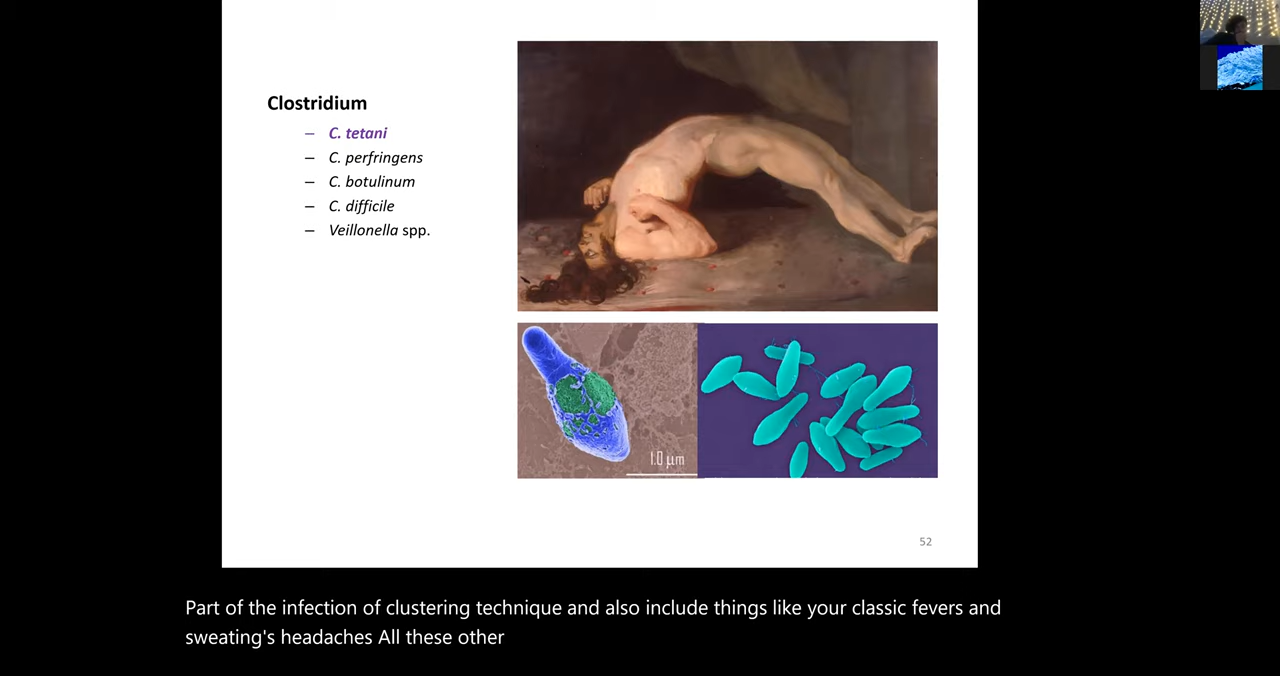 Clostridium
– C. tetani
– C. perfringens
– C. botulinum
– C. difficile
– Veillonella spp.
1.0 µm
52
Part of the infection of clustering technique and also include things like your classic fevers and
sweating's headaches All these other